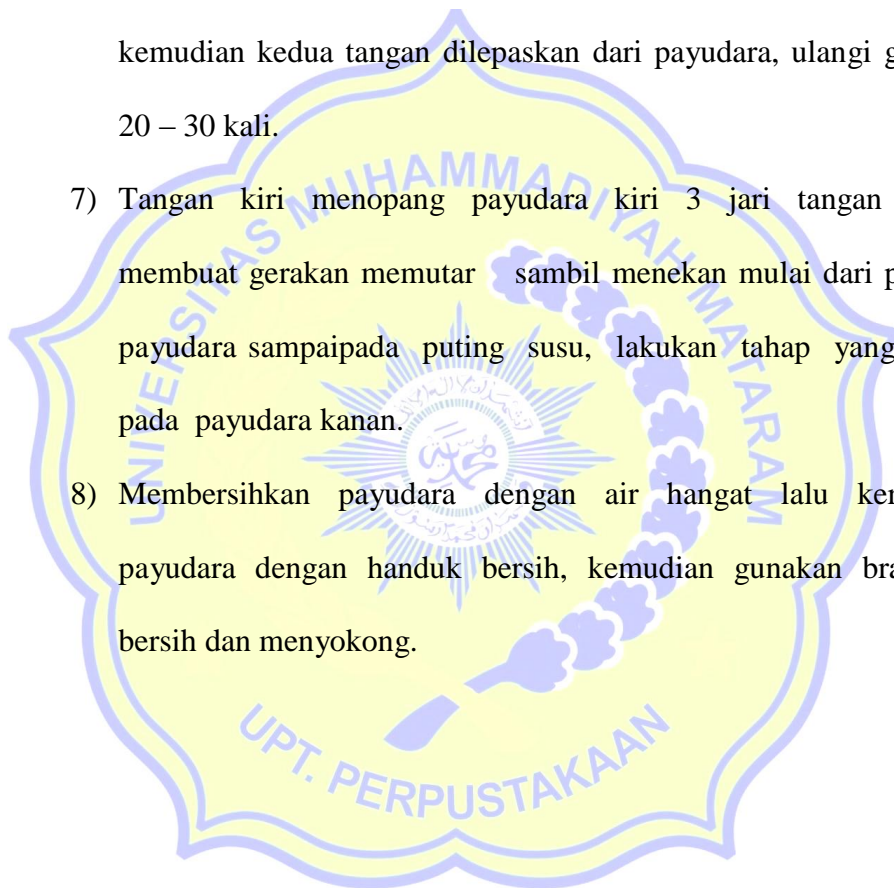 kemudian kedua tangan dilepaskan dari payudara, ulangi
20 – 30 kali.
7) Tangan kiri menopang payudara kiri 3 jari tangan
membuat gerakan memutar sambil menekan mulai dari
payudara sampaipada puting susu, lakukan tahap yang
pada payudara kanan.
8) Membersihkan payudara dengan air hangat lalu
payudara dengan handuk bersih, kemudian gunakan
bersih dan menyokong.
UNIVERSITAS MUHAMMADIYAH MATARAM
UPT. PERPUSTAKAAN